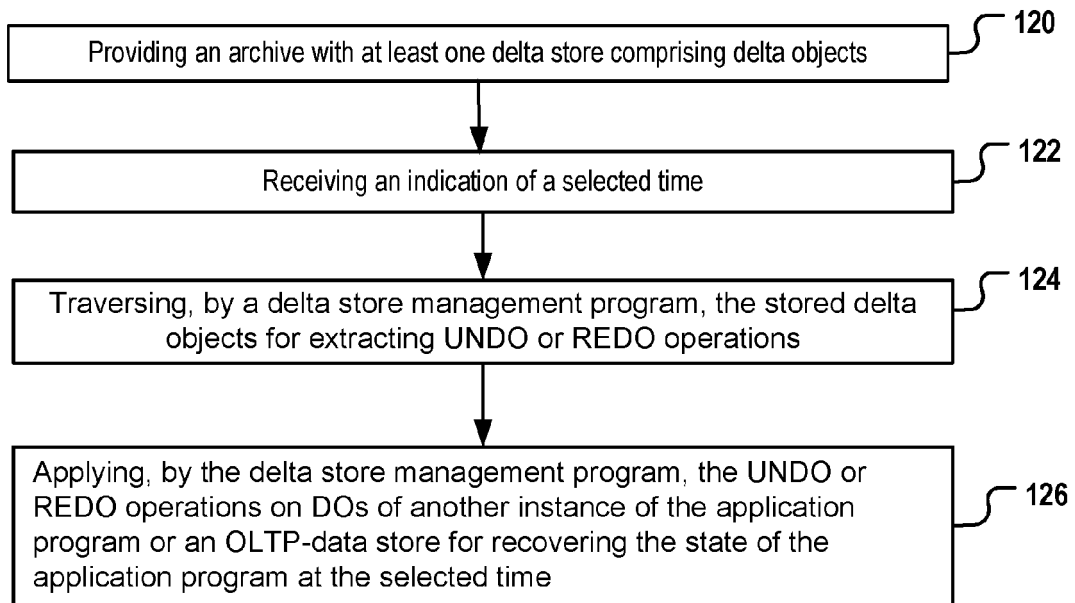 120
Providing an archive with at least one delta store comprising delta objects
122
Receiving an indication of a selected time
124
Traversing, by a delta store management program, the stored delta
objects for extracting UNDO or REDO operations
Applying, by the delta store management program, the UNDO or
REDO operations on DOs of another instance of the application
program or an OLTP-data store for recovering the state of the
application program at the selected time
126